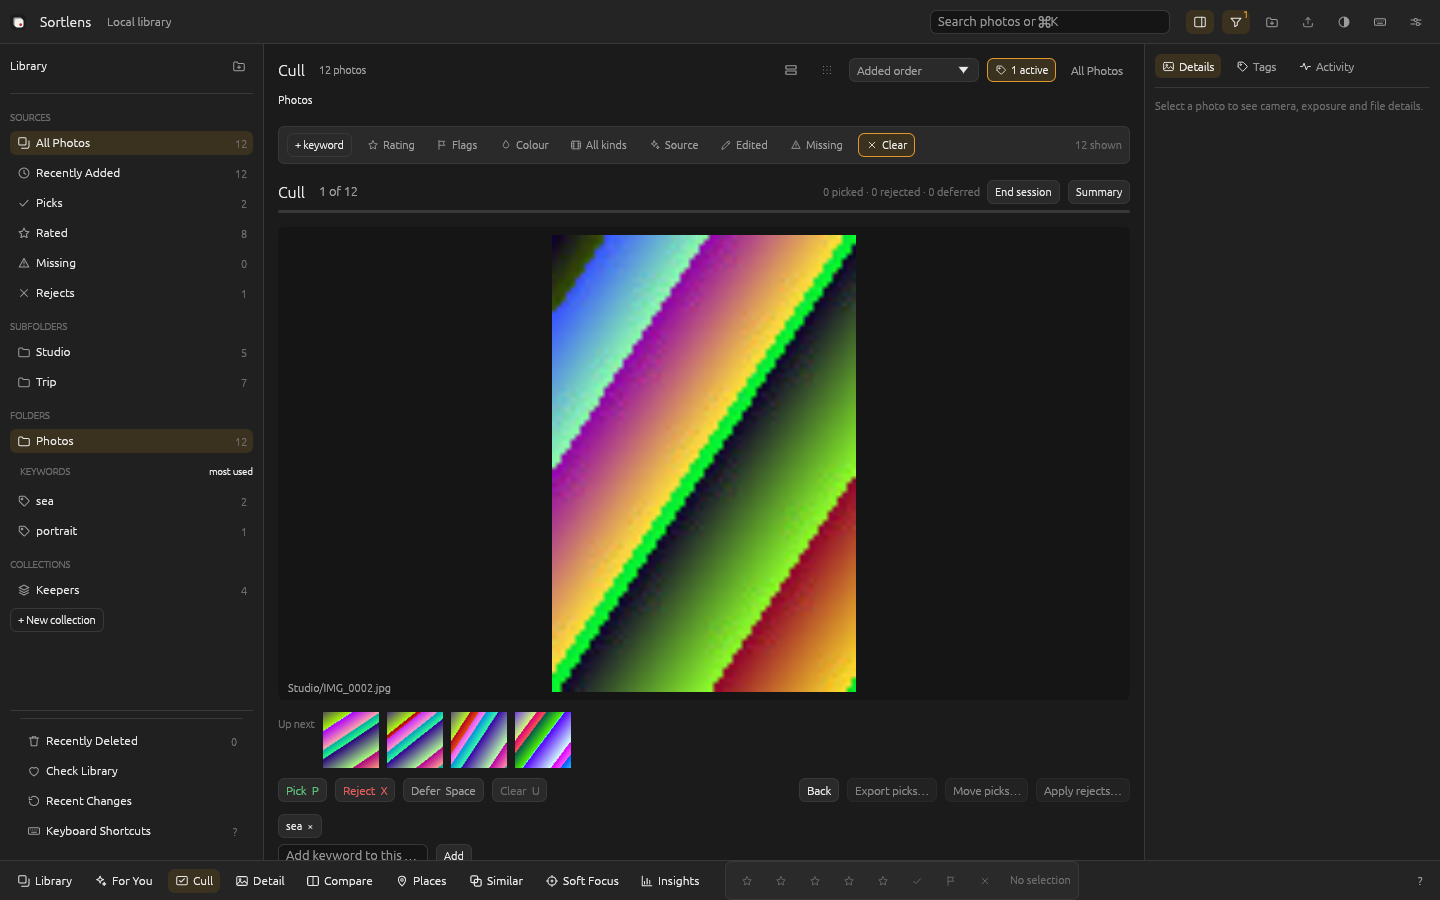 Sortlens Local library Search photos or ⌘K 1
Library
SOURCES
All Photos 12
Recently Added 12
Picks 2
Rated 8
Missing 0
Rejects 1
SUBFOLDERS
Studio 5
Trip 7
FOLDERS
Photos 12
KEYWORDS most used
sea 2
portrait 1
COLLECTIONS
Keepers 4
+ New collection
Recently Deleted 0
Check Library
Recent Changes
Keyboard Shortcuts ?
Cull 12 photos Added order 1 active All Photos
Photos
+ keyword Rating Flags Colour All kinds Source Edited Missing Clear 12 shown
Cull 1 of 12 0 picked · 0 rejected · 0 deferred End session Summary
Studio/IMG_0002.jpg
Up next
Pick P Reject X Defer Space Clear U Back Export picks... Move picks... Apply rejects...
sea ×
Add keyword to this ... Add
Details Tags Activity
Select a photo to see camera, exposure and file details.
Library For You Cull Detail Compare Places Similar Soft Focus Insights No selection ?